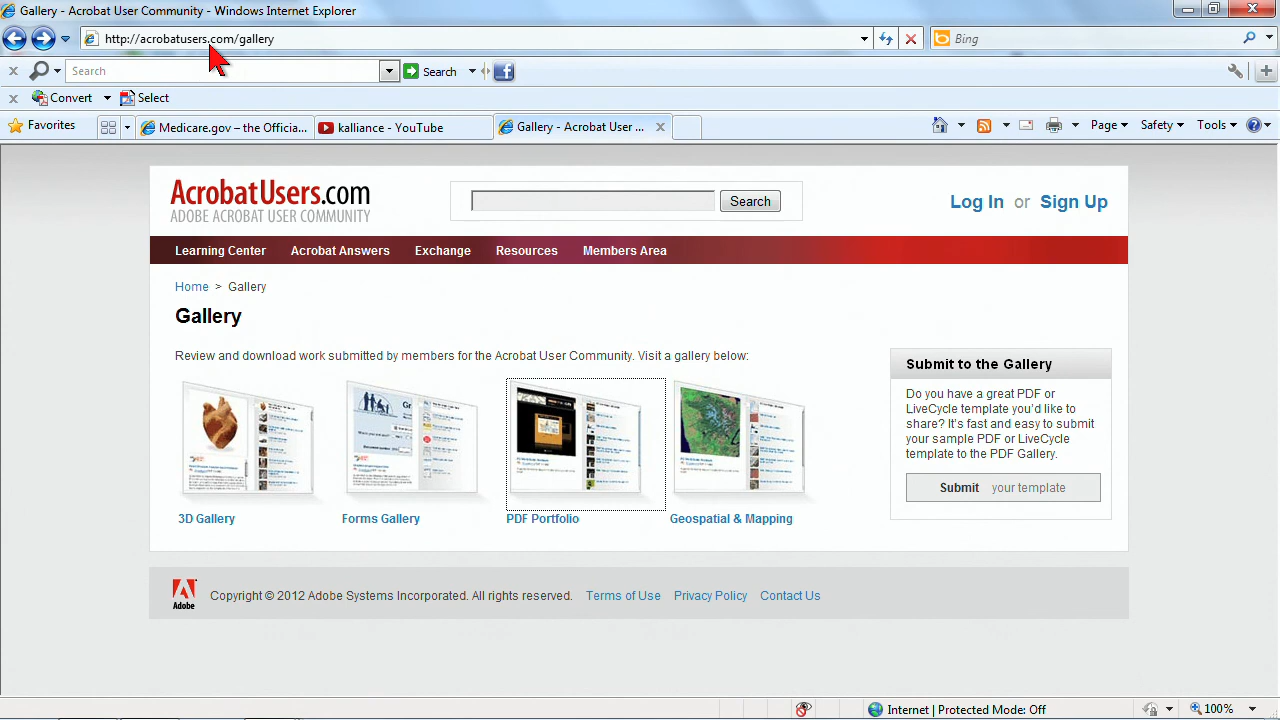 Gallery - Acrobat User Community - Windows Internet Explorer
http://acrobatusers.com/gallery
Bing
Search
Search
Convert
Select
Favorites
Medicare.gov – the Officia...
kalliance - YouTube
Gallery - Acrobat User ...
Page
Safety
Tools
AcrobatUsers.com
ADOBE ACROBAT USER COMMUNITY
Search
Log In or Sign Up
Learning Center
Acrobat Answers
Exchange
Resources
Members Area
Home > Gallery
Gallery
Review and download work submitted by members for the Acrobat User Community. Visit a gallery below:
3D Gallery
Forms Gallery
PDF Portfolio
Geospatial & Mapping
Submit to the Gallery
Do you have a great PDF or
LiveCycle template you'd like to
share? It's fast and easy to submit
your sample PDF or LiveCycle
template to the PDF Gallery.
Submit your template
Adobe
Copyright © 2012 Adobe Systems Incorporated. All rights reserved.
Terms of Use
Privacy Policy
Contact Us
Internet | Protected Mode: Off
100%